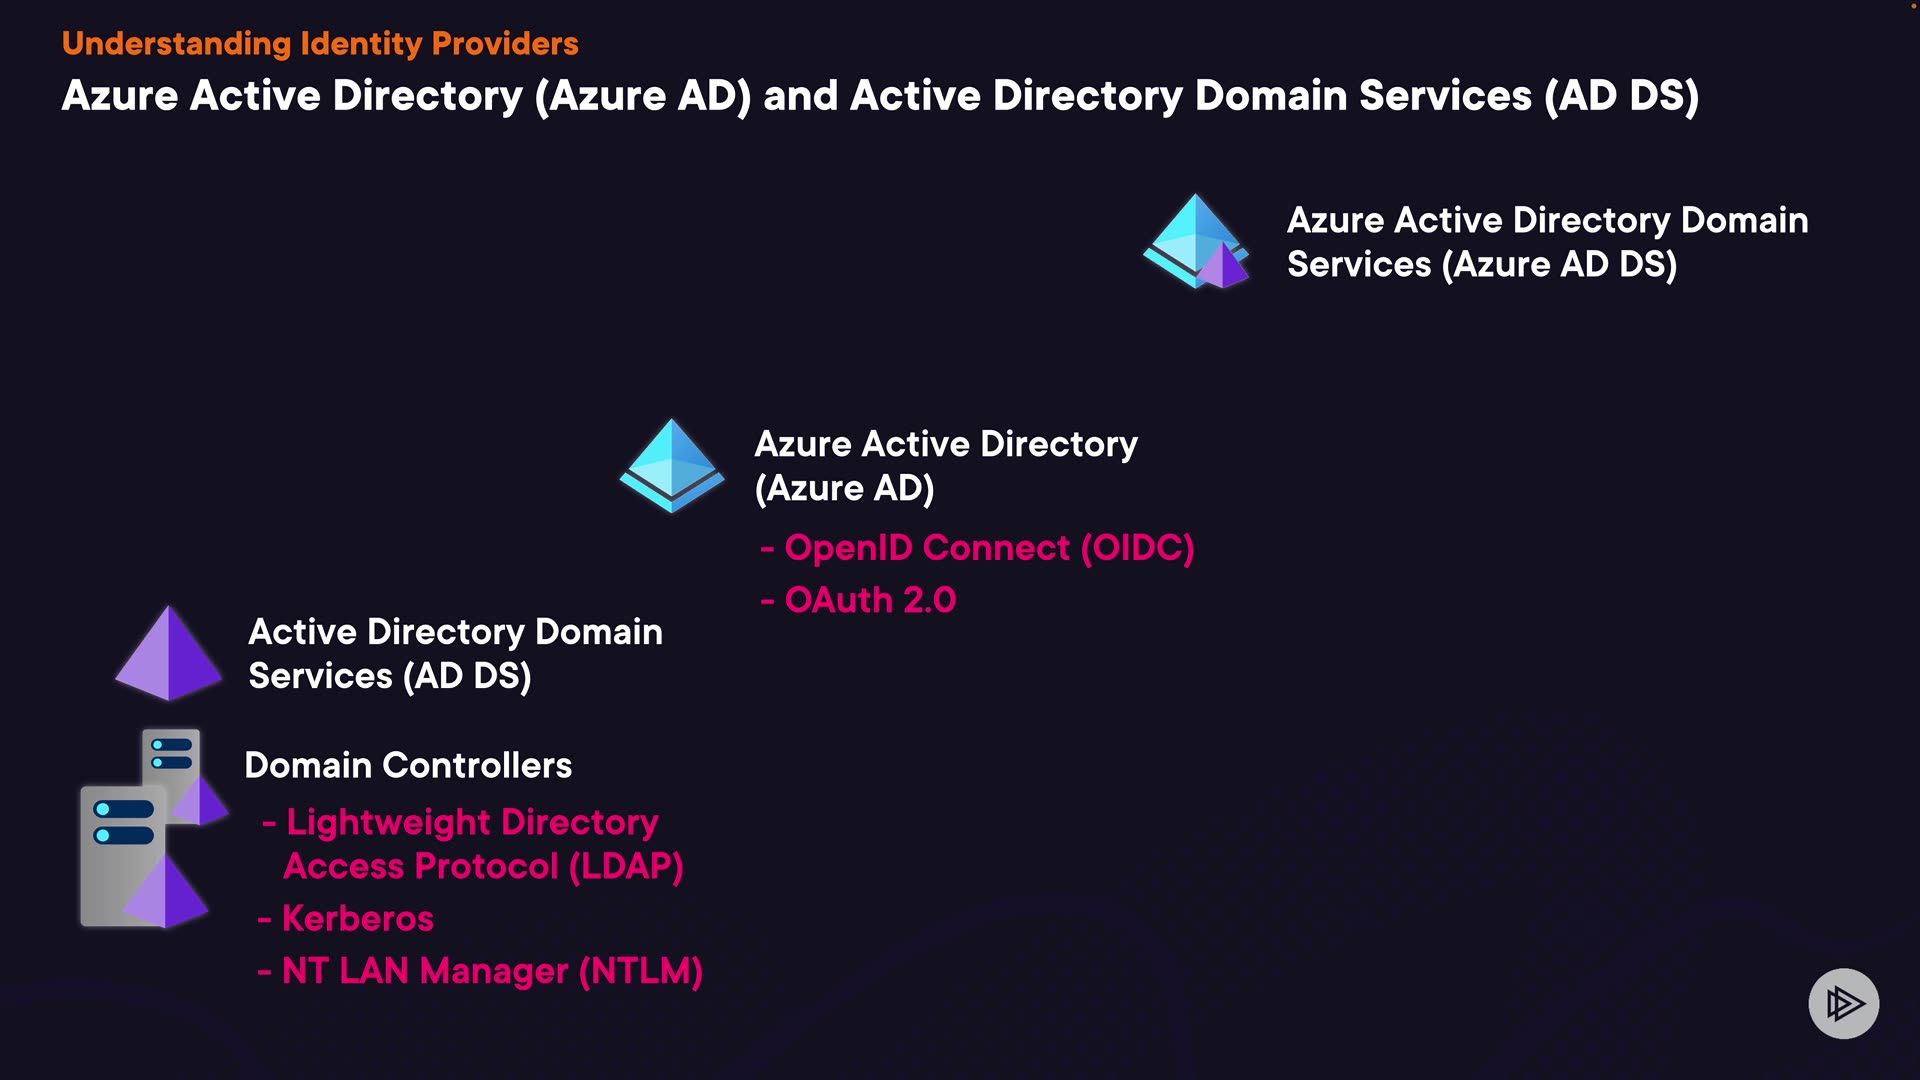 Understanding Identity Providers
Azure Active Directory (Azure AD) and Active Directory Domain Services (AD DS)
Azure Active Directory Domain
Services (Azure AD DS)
Azure Active Directory
(Azure AD)
- OpenID Connect (OIDC)
- OAuth 2.0
Active Directory Domain
Services (AD DS)
Domain Controllers
- Lightweight Directory
Access Protocol (LDAP)
- Kerberos
- NT LAN Manager (NTLM)